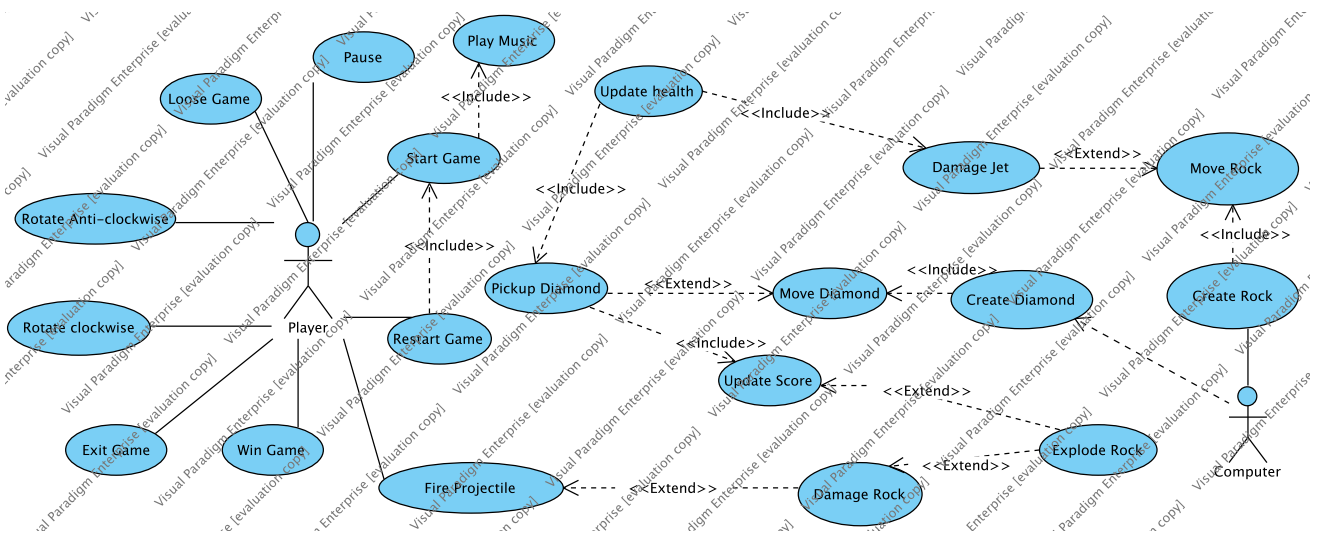 Play Music
Pause
<<Include>>
Update health
Loose Game
<<Include>>
Start Game
<<Extend>>
Damage Jet
Move Rock
<<Include>>
Rotate Anti-clockwise
<<Include>>
<<Include>>
<<Include>>
Pickup Diamond
<<Extend>>
Move Diamond
Create Diamond
Create Rock
Rotate clockwise
Player
Restart Game
<<Include>>
Update Score
<<Extend>>
Exit Game
Win Game
Explode Rock
<<Extend>>
Computer
Fire Projectile
<<Extend>>
Damage Rock
Visual Paradigm Enterprise [evaluation copy]